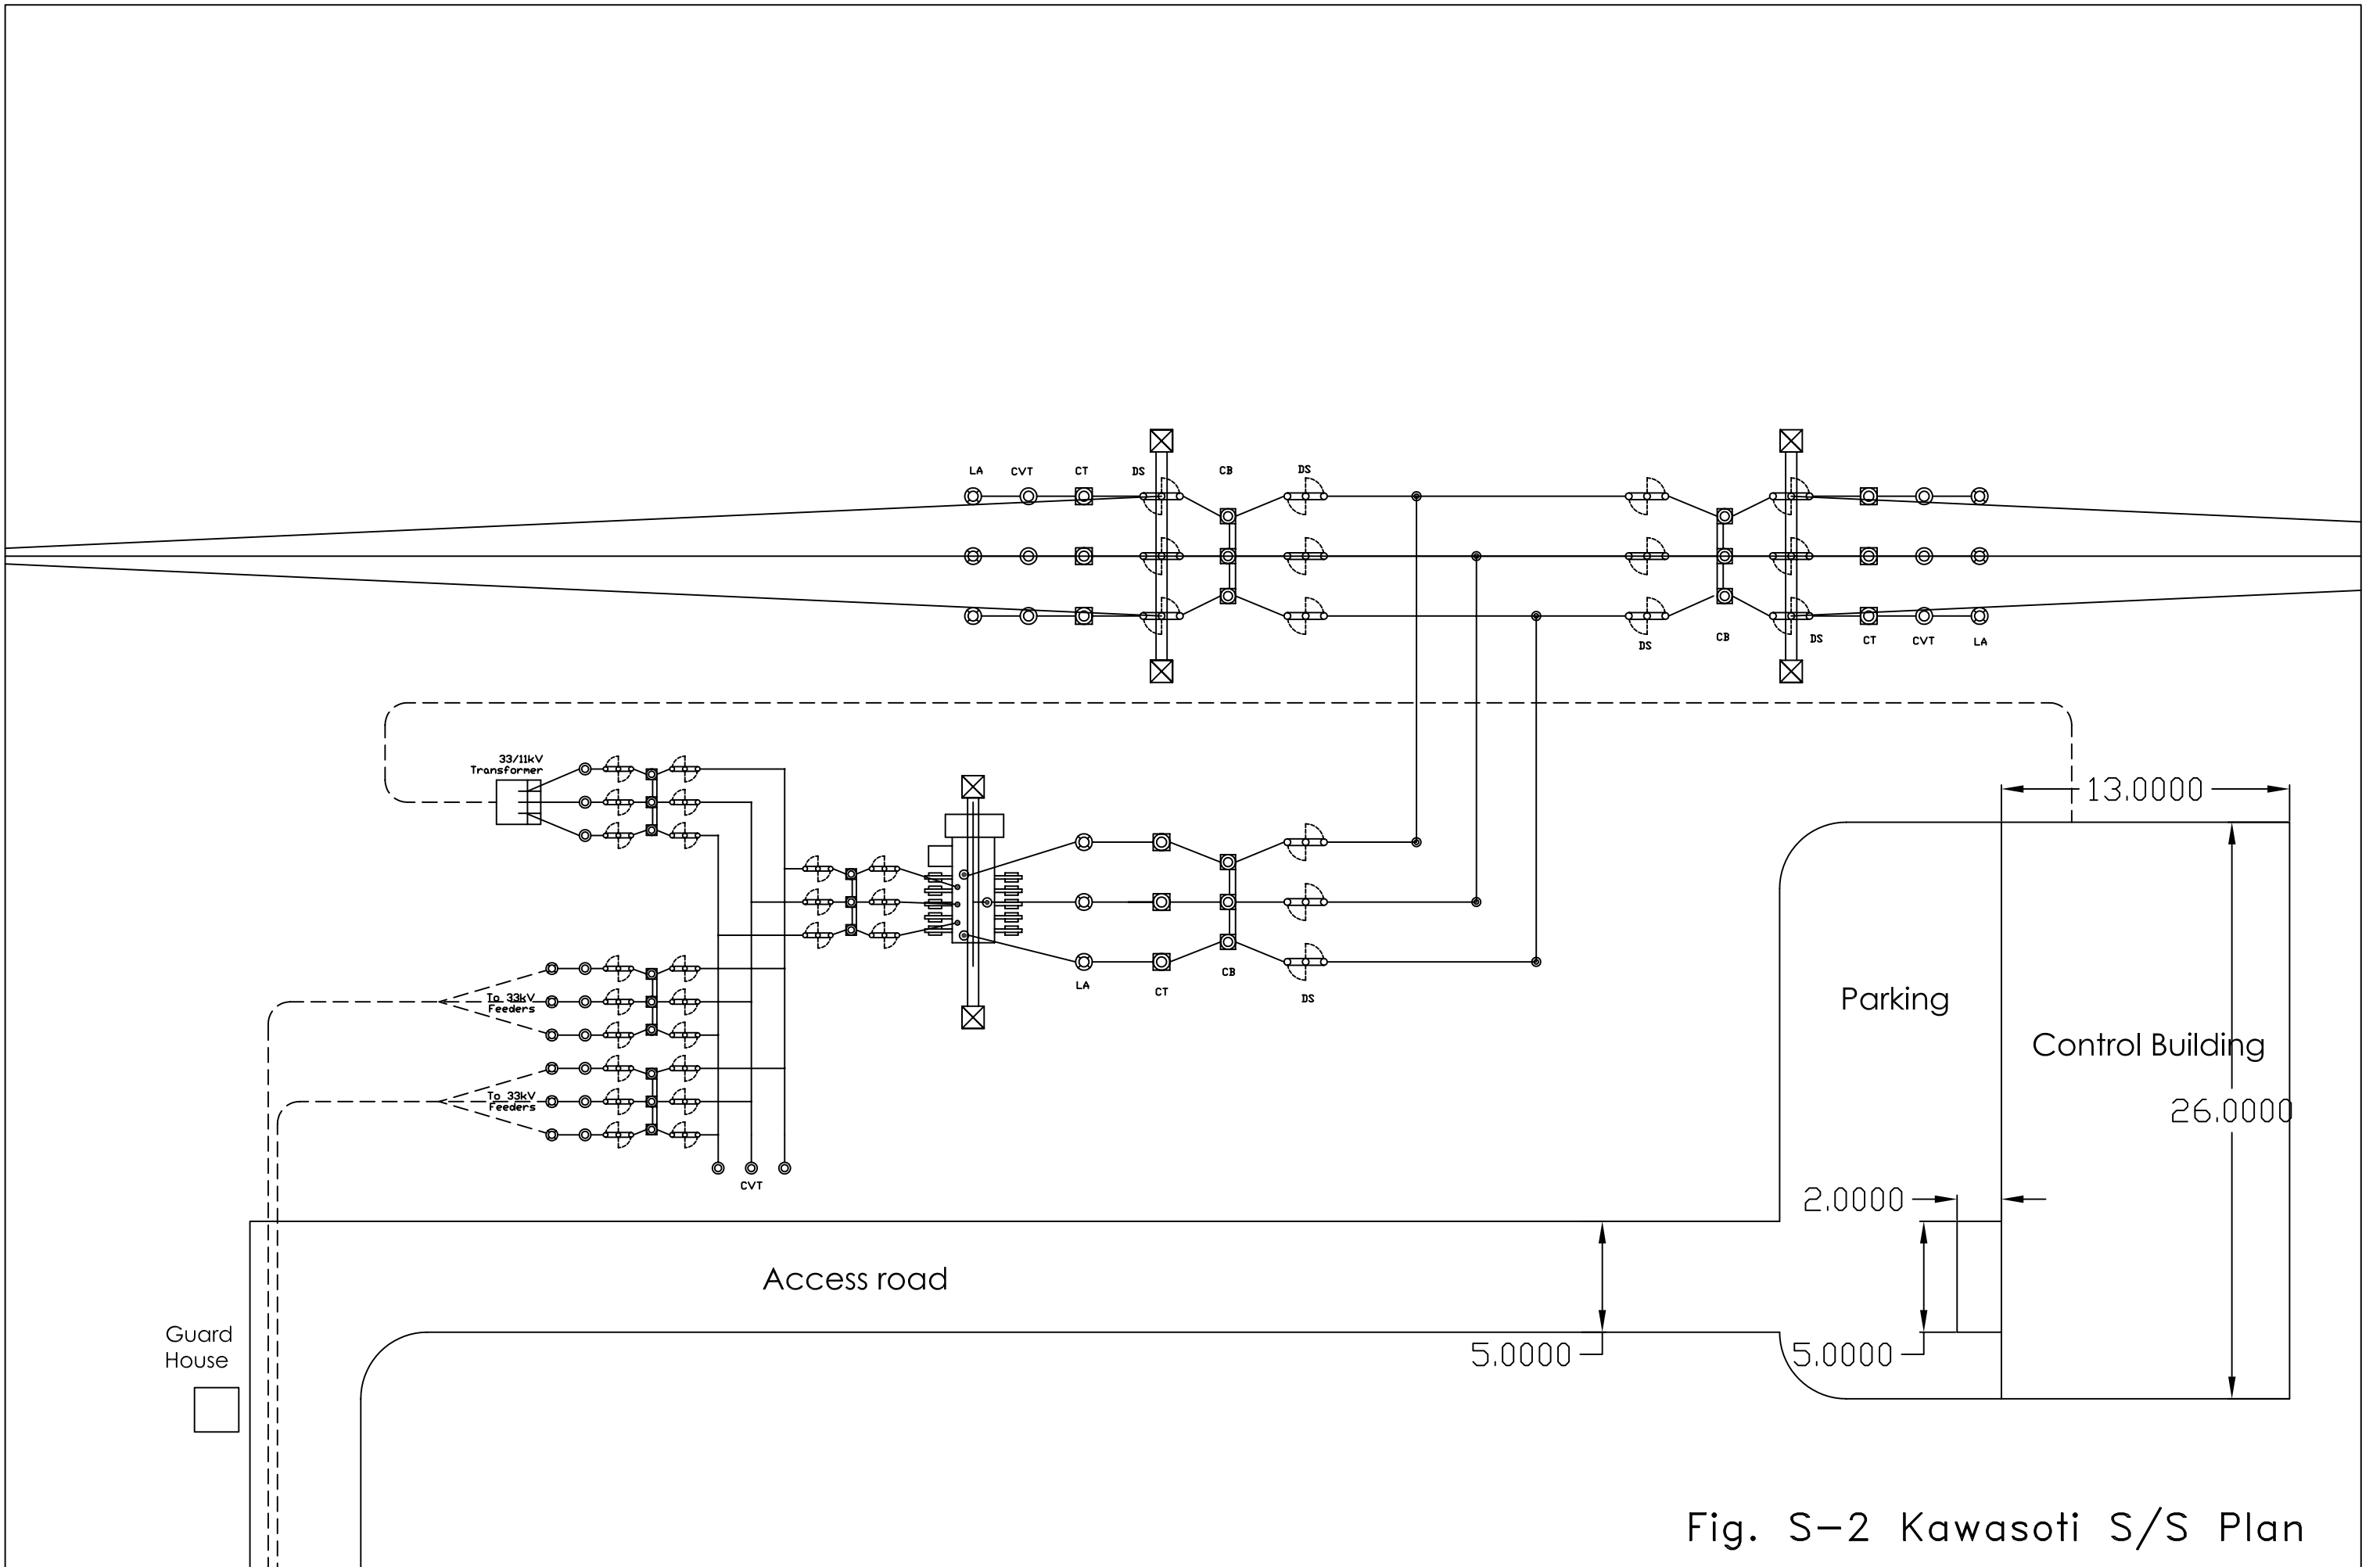 LA CVT CT DS CB DS
DS CB DS CT CVT LA
33/11kV
Transformer
13.0000
LA CT CB DS
To 33kV
Feeders
To 33kV
Feeders
CVT
Parking
Control Building
26.0000
2.0000
Access road
5.0000
5.0000
Guard
House
Fig. S-2 Kawasoti S/S Plan